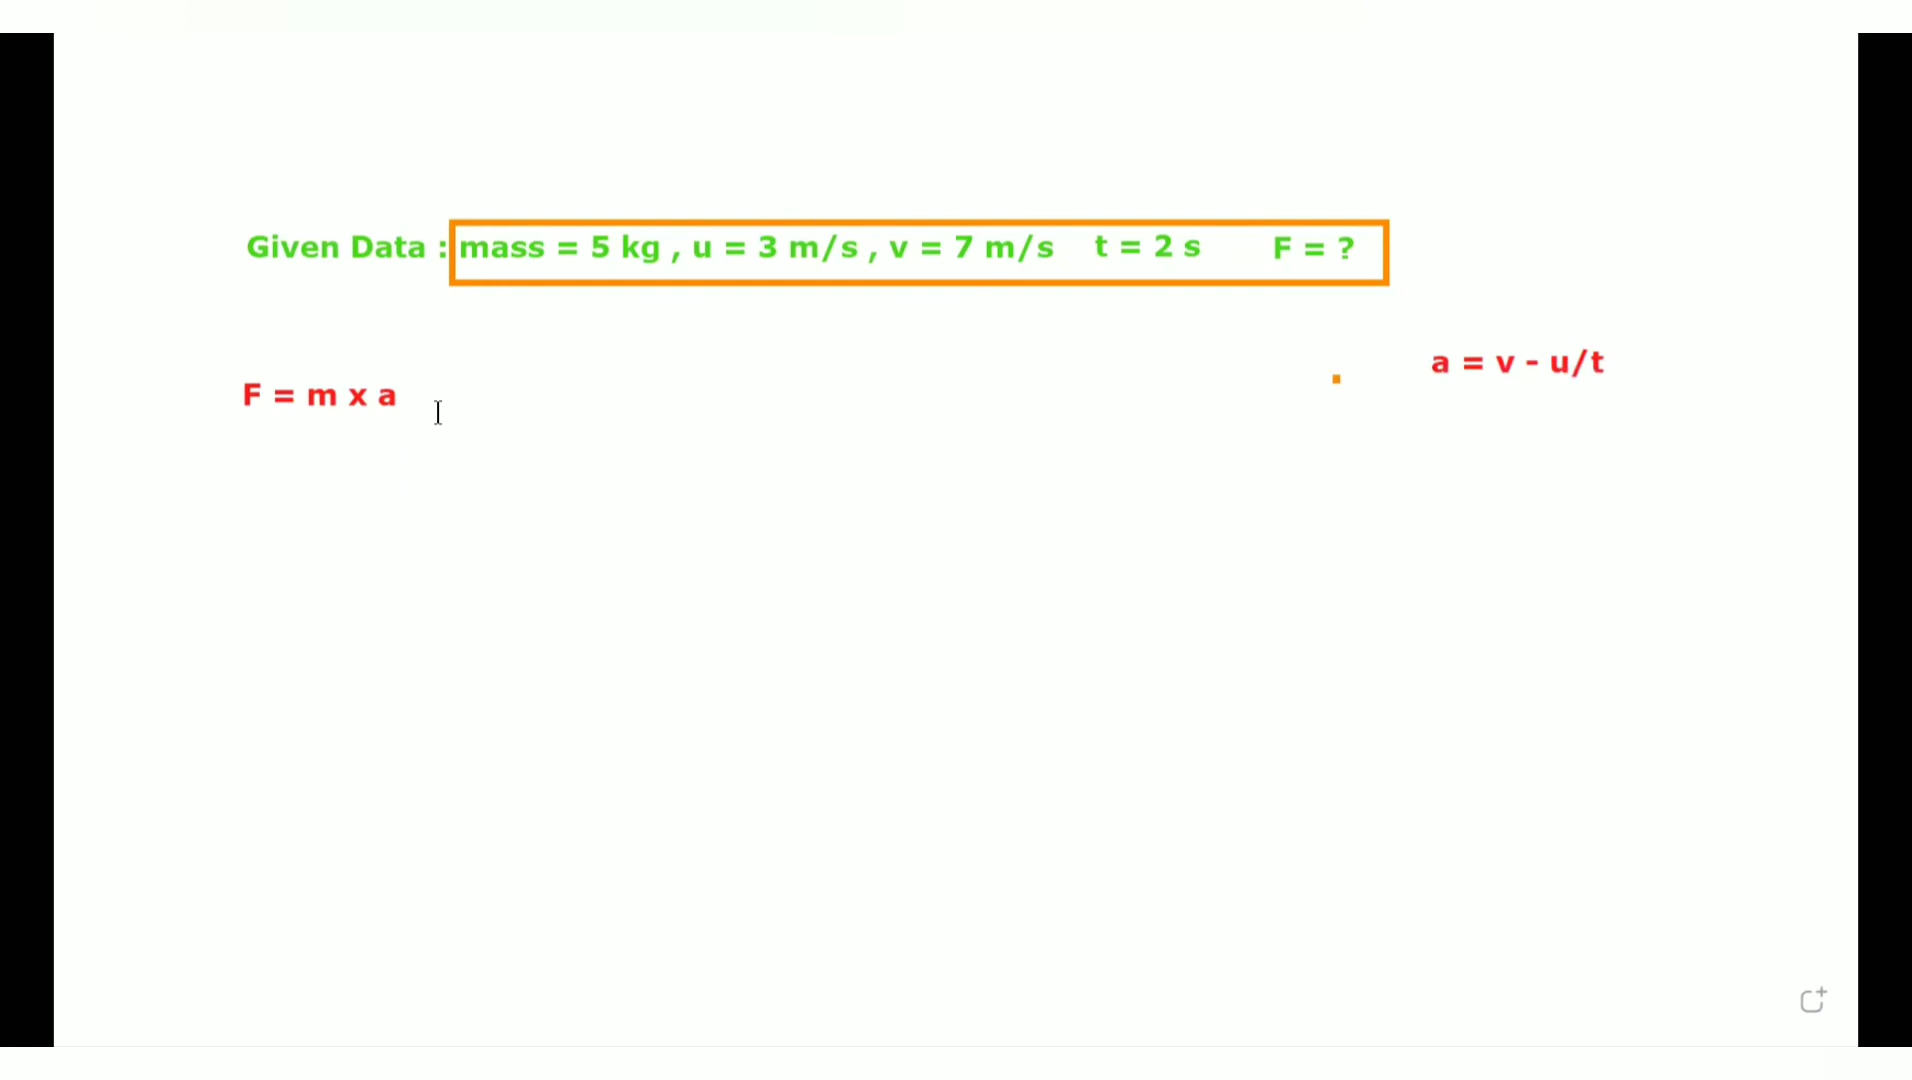 Given Data : mass = 5 kg , u = 3 m/s , v = 7 m/s t = 2 s F = ?
a = v - u/t
F = m x a